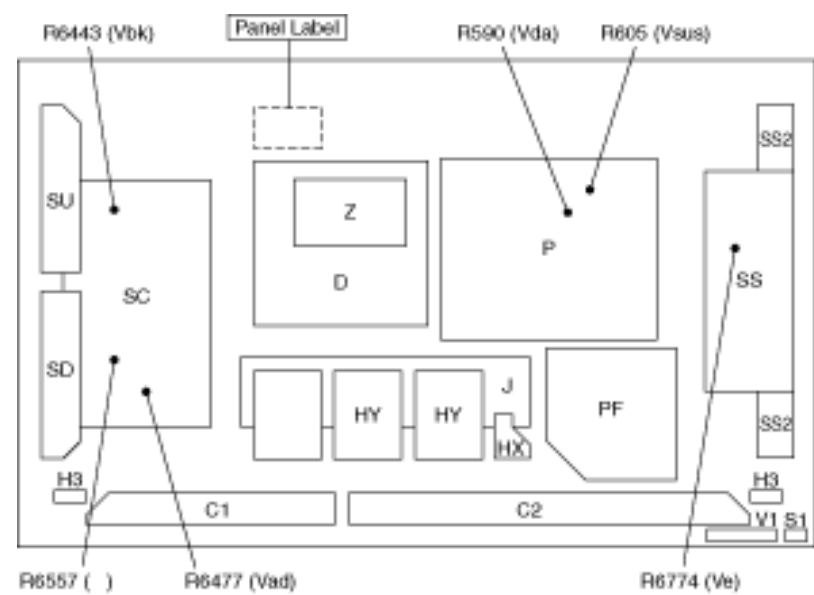 R6443 (Vbk)
Panel Label
R590 (Vda)
R605 (Vsus)
SS2
SU
Z
P
D
SC
SS
SD
J
HY
HY
PF
HX
SS2
H3
H3
C1
C2
V1
S1
R6557 ( )
R6477 (Vad)
R6774 (Ve)